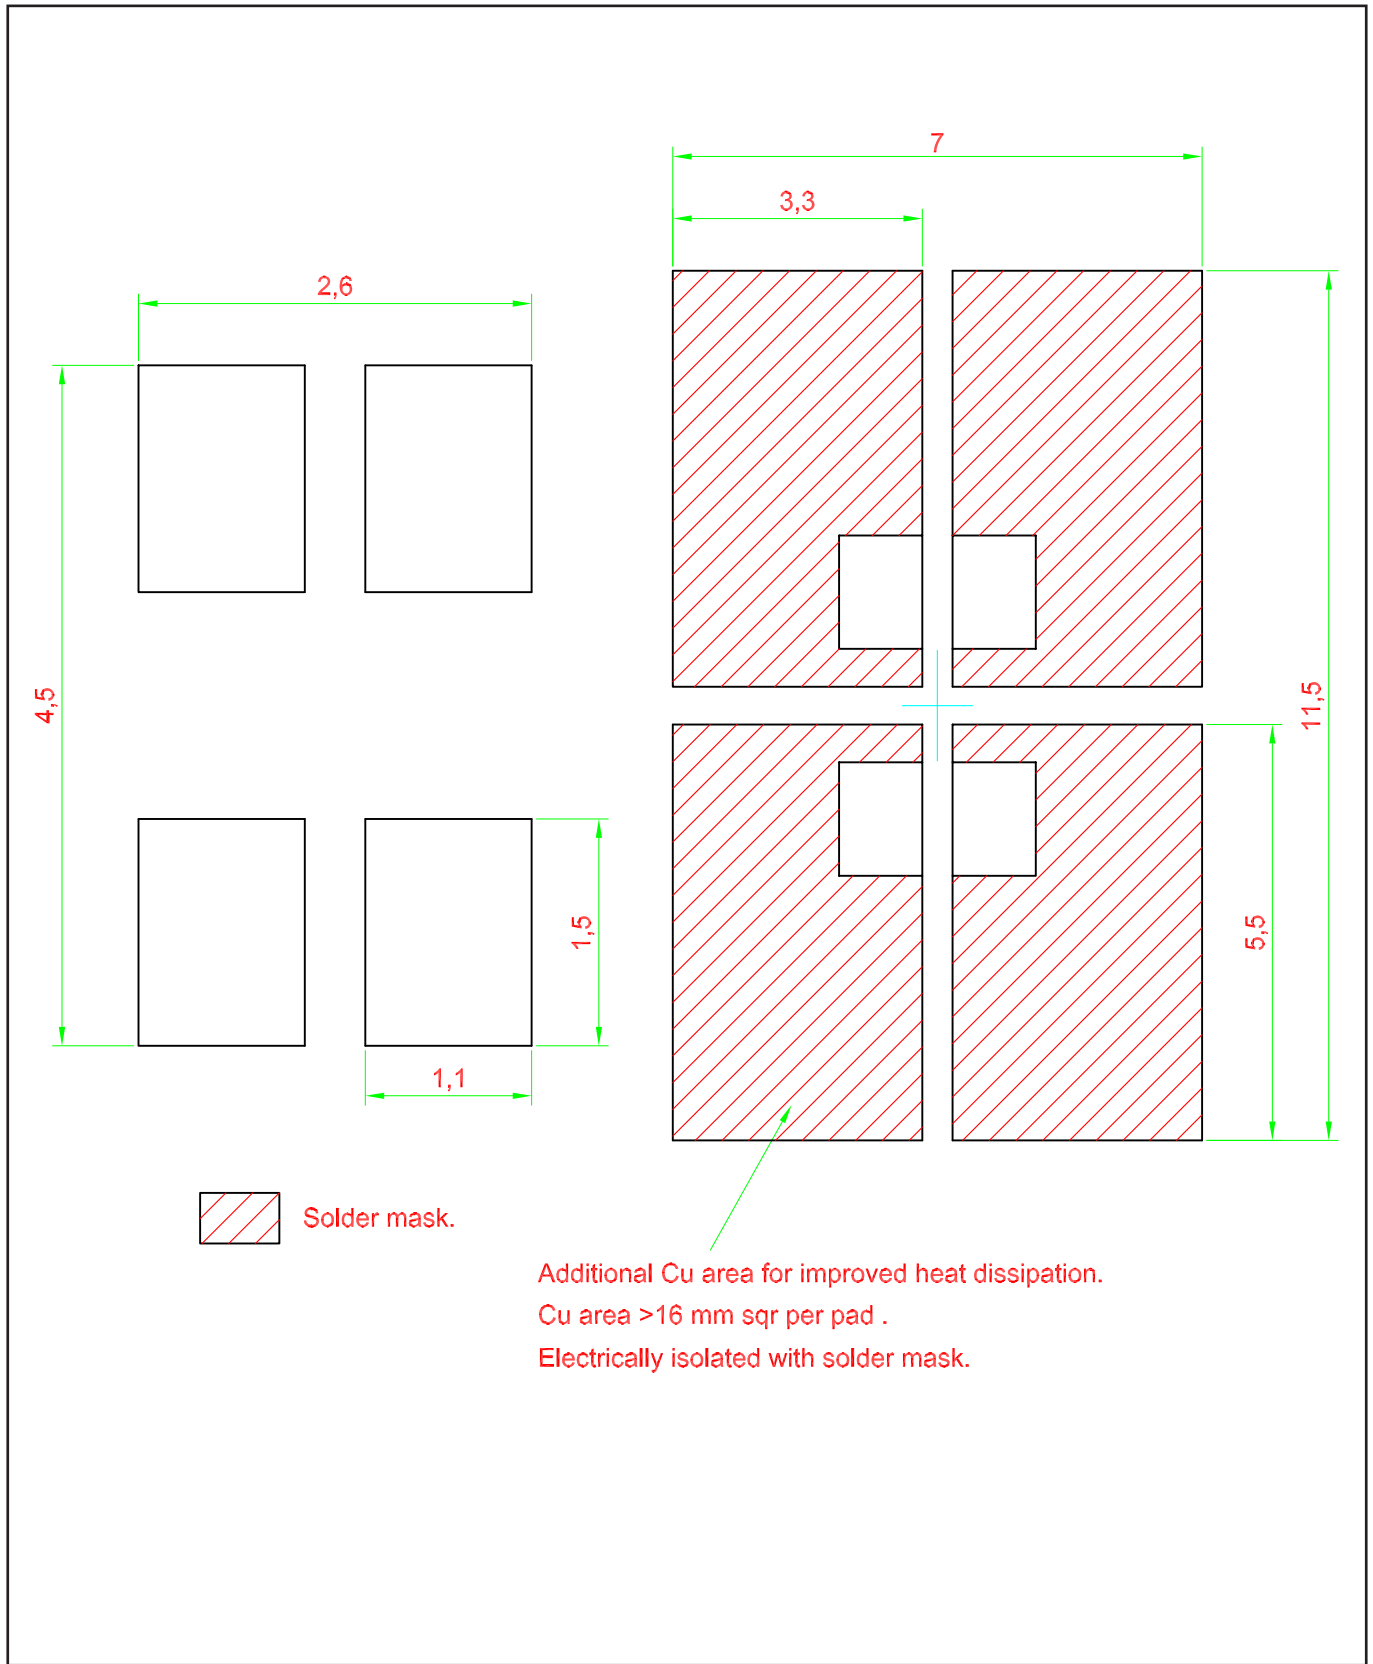 7
3,3
2,6
4,5
11,5
1,5
5,5
1,1
Solder mask.
Additional Cu area for improved heat dissipation.
Cu area >16 mm sqr per pad .
Electrically isolated with solder mask.